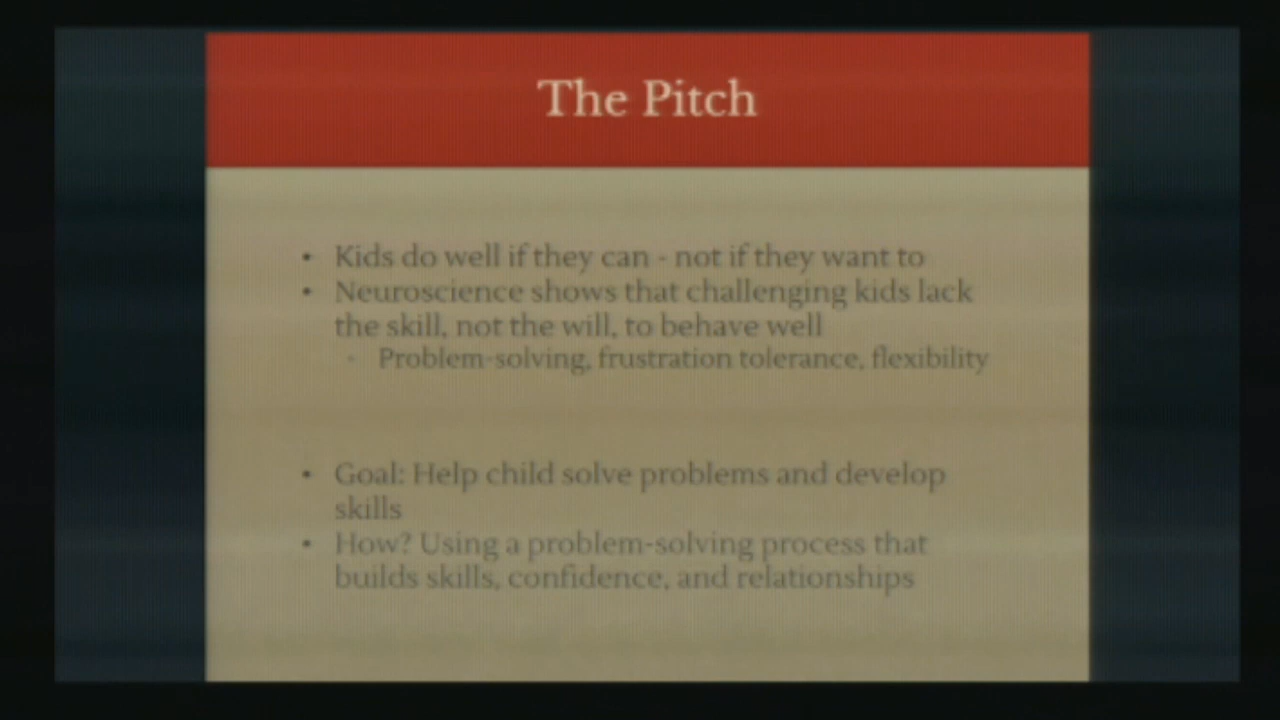 The Pitch
• Kids do well if they can - not if they want to
• Neuroscience shows that challenging kids lack
the skill, not the will, to behave well
◦ Problem-solving, frustration tolerance, flexibility
• Goal: Help child solve problems and develop
skills
• How? Using a problem-solving process that
builds skills, confidence, and relationships